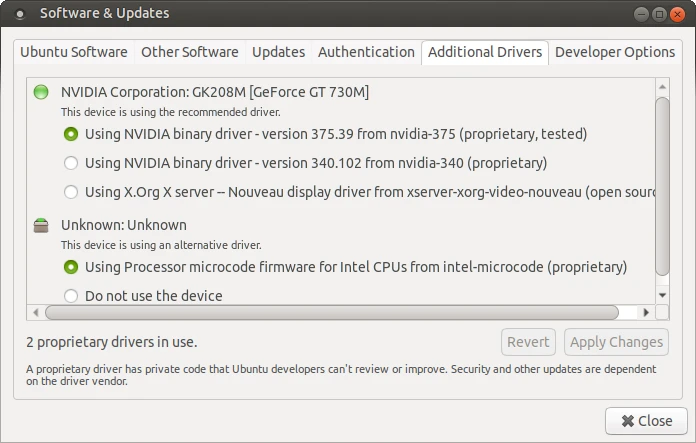 Software & Updates
Ubuntu Software Other Software Updates Authentication Additional Drivers Developer Options
NVIDIA Corporation: GK208M [GeForce GT 730M]
This device is using the recommended driver.
Using NVIDIA binary driver - version 375.39 from nvidia-375 (proprietary, tested)
Using NVIDIA binary driver - version 340.102 from nvidia-340 (proprietary)
Using X.Org X server -- Nouveau display driver from xserver-xorg-video-nouveau (open sourc
Unknown: Unknown
This device is using an alternative driver.
Using Processor microcode firmware for Intel CPUs from intel-microcode (proprietary)
Do not use the device
2 proprietary drivers in use.
Revert
Apply Changes
A proprietary driver has private code that Ubuntu developers can't review or improve. Security and other updates are dependent
on the driver vendor.
Close